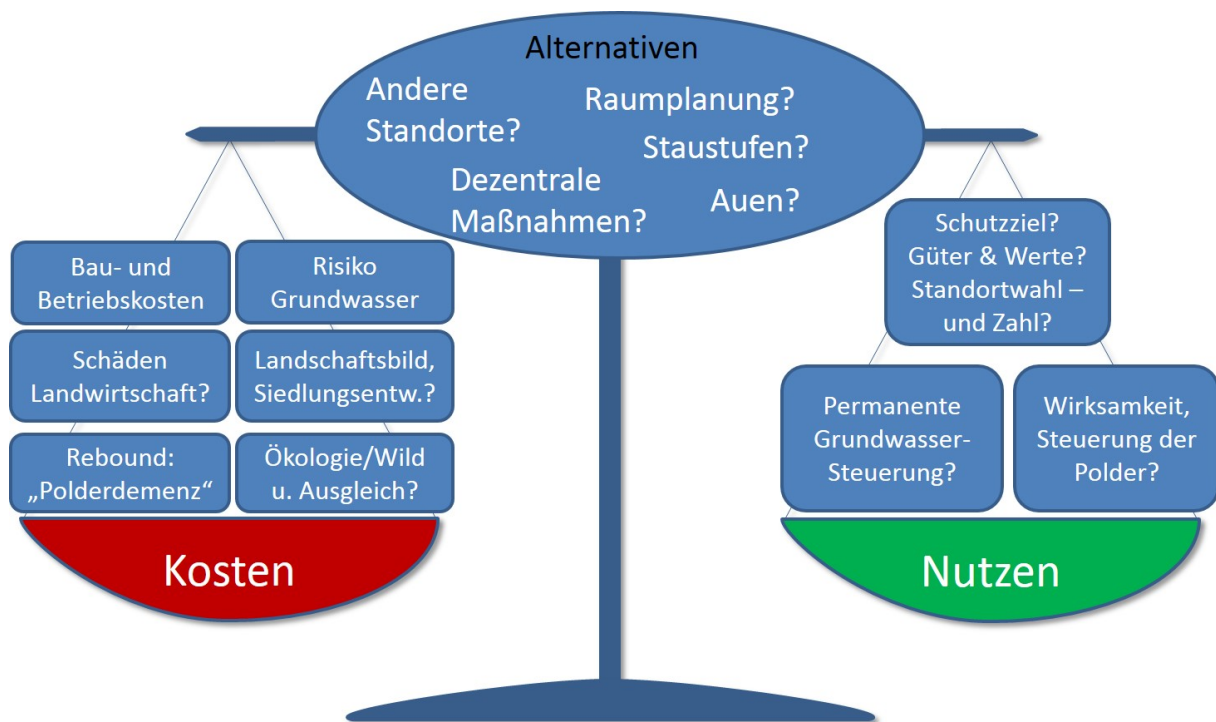 Alternativen
Andere
Standorte?
Raumplanung?
Staustufen?
Dezentrale
Maßnahmen?
Auen?
Bau- und
Betriebskosten
Risiko
Grundwasser
Schäden
Landwirtschaft?
Landschaftsbild,
Siedlungsentw.?
Rebound:
„Polderdemenz“
Ökologie/Wild
u. Ausgleich?
Kosten
Schutzziel?
Güter & Werte?
Standortwahl –
und Zahl?
Permanente
Grundwasser-
Steuerung?
Wirksamkeit,
Steuerung der
Polder?
Nutzen